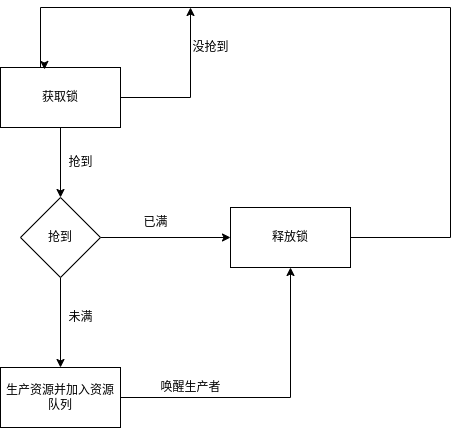 没抢到
获取锁
抢到
已满
抢到
释放锁
未满
唤醒生产者
生产资源并加入资源
队列